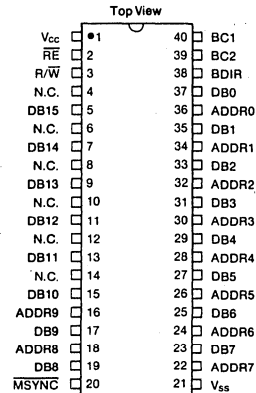 Top View
Vcc 1 40 BC1
RE 2 39 BC2
R/W 3 38 BDIR
N.C. 4 37 DB0
DB15 5 36 ADDR0
N.C. 6 35 DB1
DB14 7 34 ADDR1
N.C. 8 33 DB2
DB13 9 32 ADDR2
N.C. 10 31 DB3
DB12 11 30 ADDR3
N.C. 12 29 DB4
DB11 13 28 ADDR4
N.C. 14 27 DB5
DB10 15 26 ADDR5
ADDR9 16 25 DB6
DB9 17 24 ADDR6
ADDR8 18 23 DB7
DB8 19 22 ADDR7
MSYNC 20 21 Vss